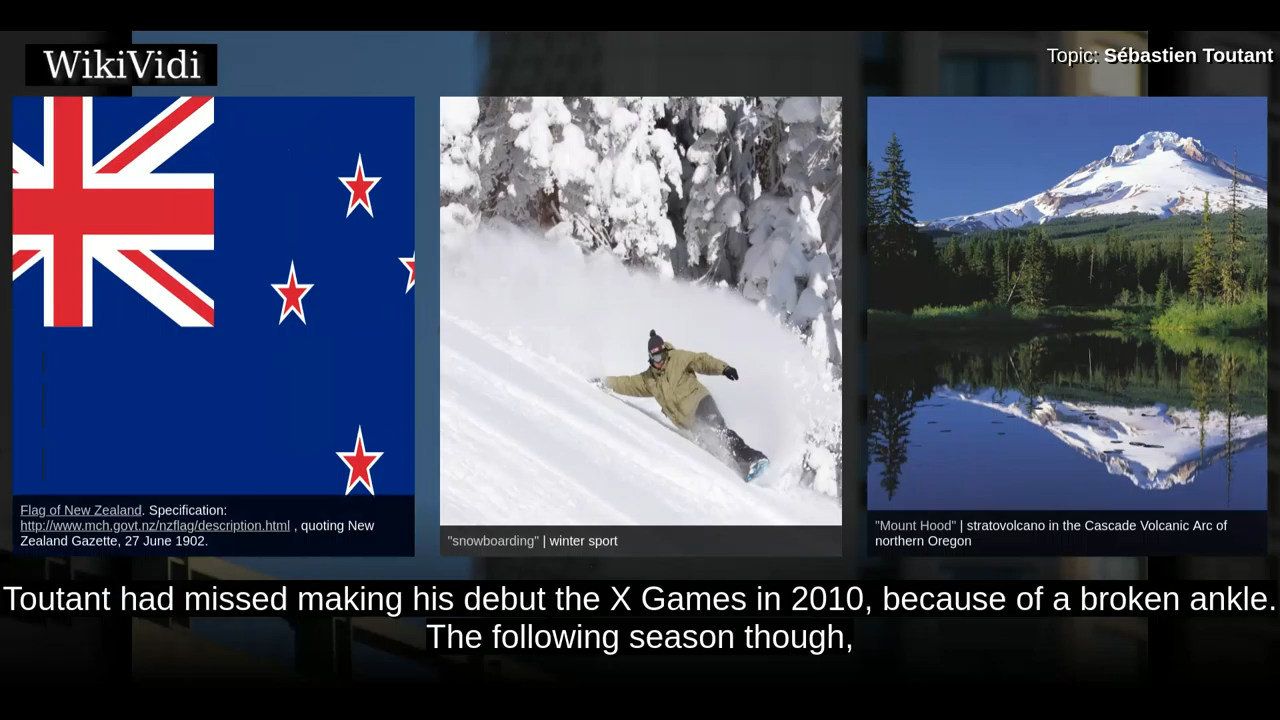 WikiVidi
Topic: Sébastien Toutant
Flag of New Zealand. Specification:
http://www.mch.govt.nz/nzflag/description.html , quoting New
Zealand Gazette, 27 June 1902.
"snowboarding" | winter sport
"Mount Hood" | stratovolcano in the Cascade Volcanic Arc of
northern Oregon
Toutant had missed making his debut the X Games in 2010, because of a broken ankle.
The following season though,